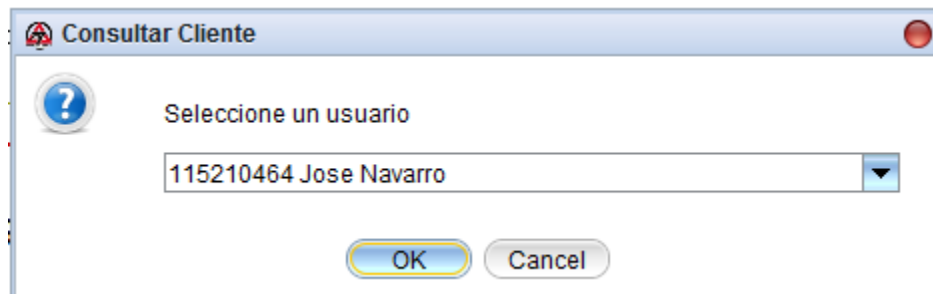 Consultar Cliente
Seleccione un usuario
115210464 Jose Navarro
OK Cancel